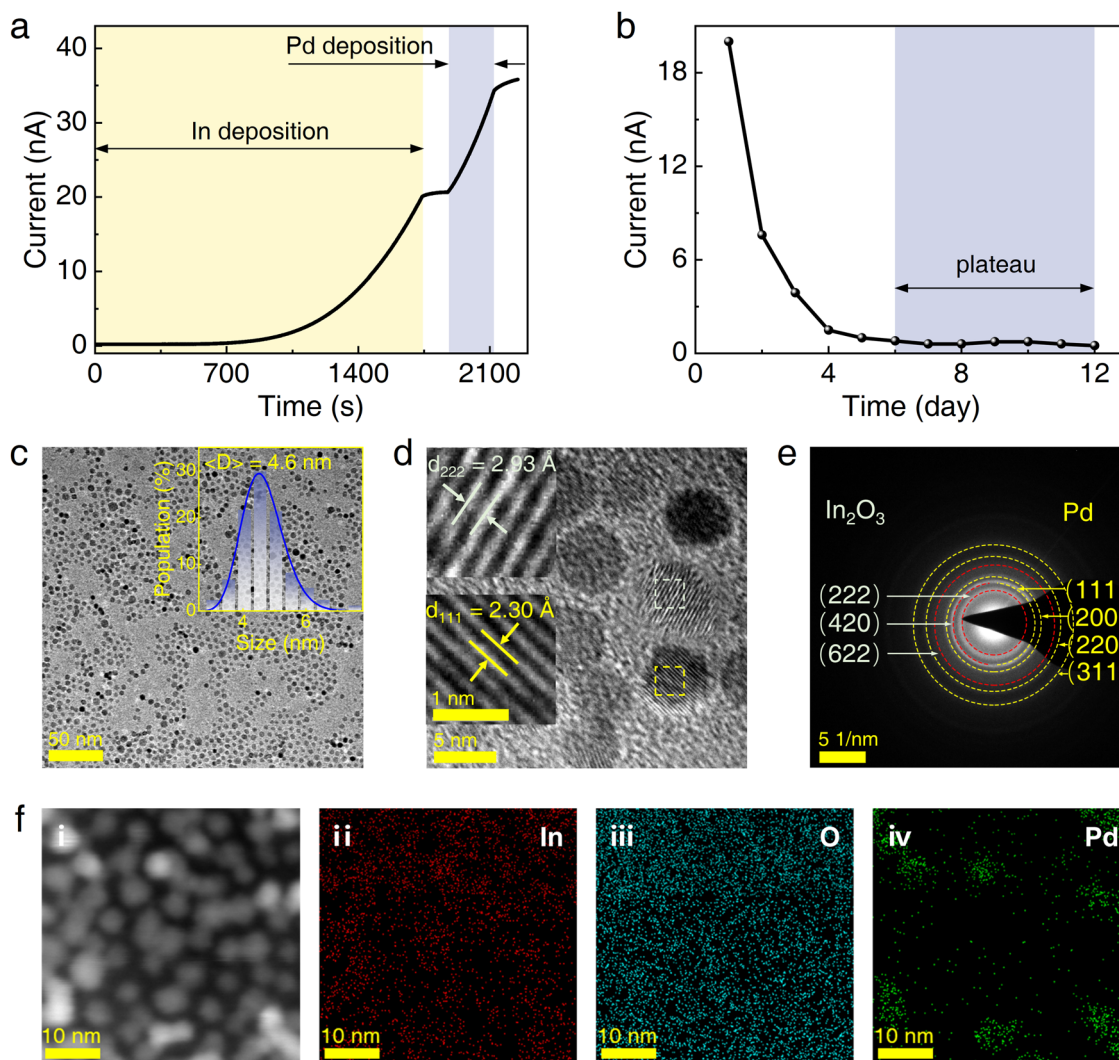 a
Current (nA)
40
30
20
10
0
Pd deposition
In deposition
0
700
1400
2100
Time (s)
b
Current (nA)
18
12
6
0
plateau
0
4
8
12
Time (day)
c
<D> = 4.6 nm
Population (%)
30
20
10
0
4
6
Size (nm)
50 nm
d
d222 = 2.93 Å
d111 = 2.30 Å
1 nm
5 nm
e
In2O3
Pd
(222)
(420)
(622)
(111)
(200)
(220)
(311)
5 1/nm
f
i
10 nm
ii
In
10 nm
iii
O
10 nm
iv
Pd
10 nm